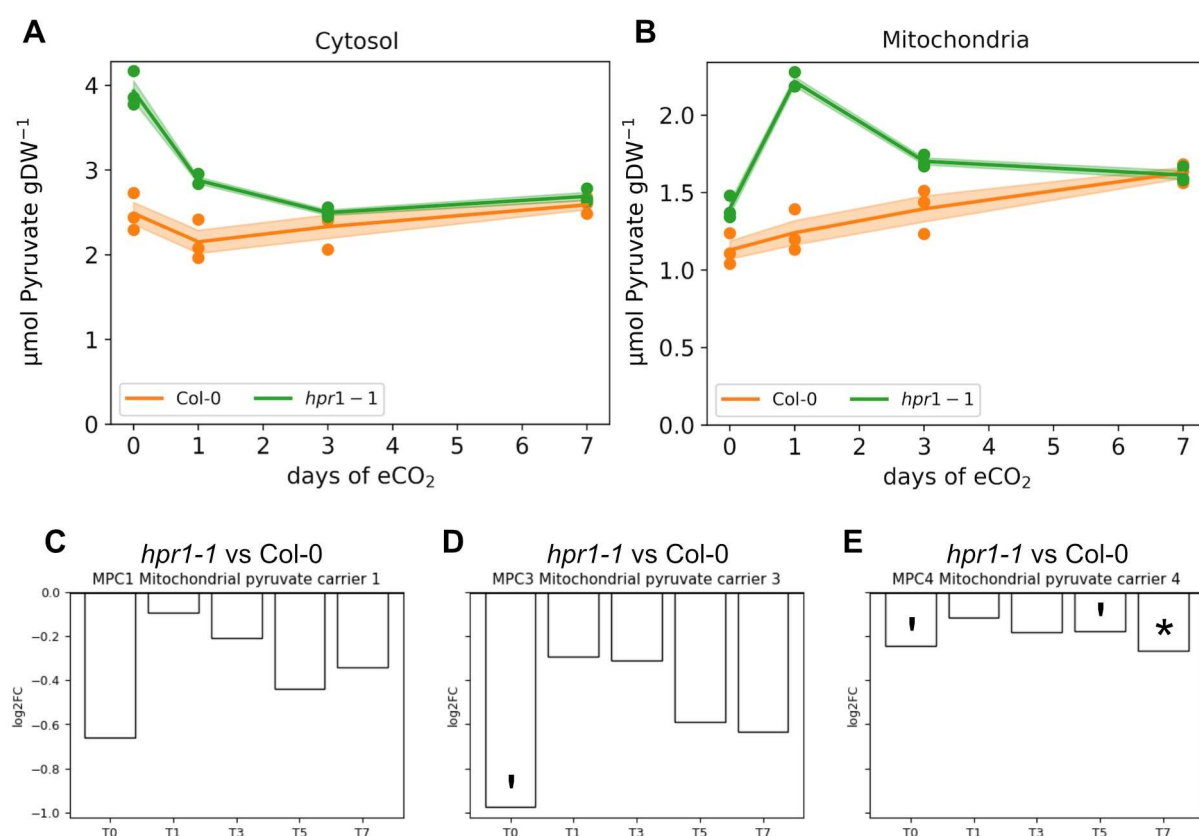 A
Cytosol
μmol Pyruvate gDW⁻¹
4
3
2
1
0
Col-0
hpr1 − 1
0 1 2 3 4 5 6 7
days of eCO₂
B
Mitochondria
μmol Pyruvate gDW⁻¹
2.0
1.5
1.0
0.5
0.0
Col-0
hpr1 − 1
0 1 2 3 4 5 6 7
days of eCO₂
C
hpr1-1 vs Col-0
MPC1 Mitochondrial pyruvate carrier 1
log2FC
0.0
−0.2
−0.4
−0.6
−0.8
−1.0
T0 T1 T3 T5 T7
D
hpr1-1 vs Col-0
MPC3 Mitochondrial pyruvate carrier 3
'
T0 T1 T3 T5 T7
E
hpr1-1 vs Col-0
MPC4 Mitochondrial pyruvate carrier 4
log2FC
' ' *
T0 T1 T3 T5 T7